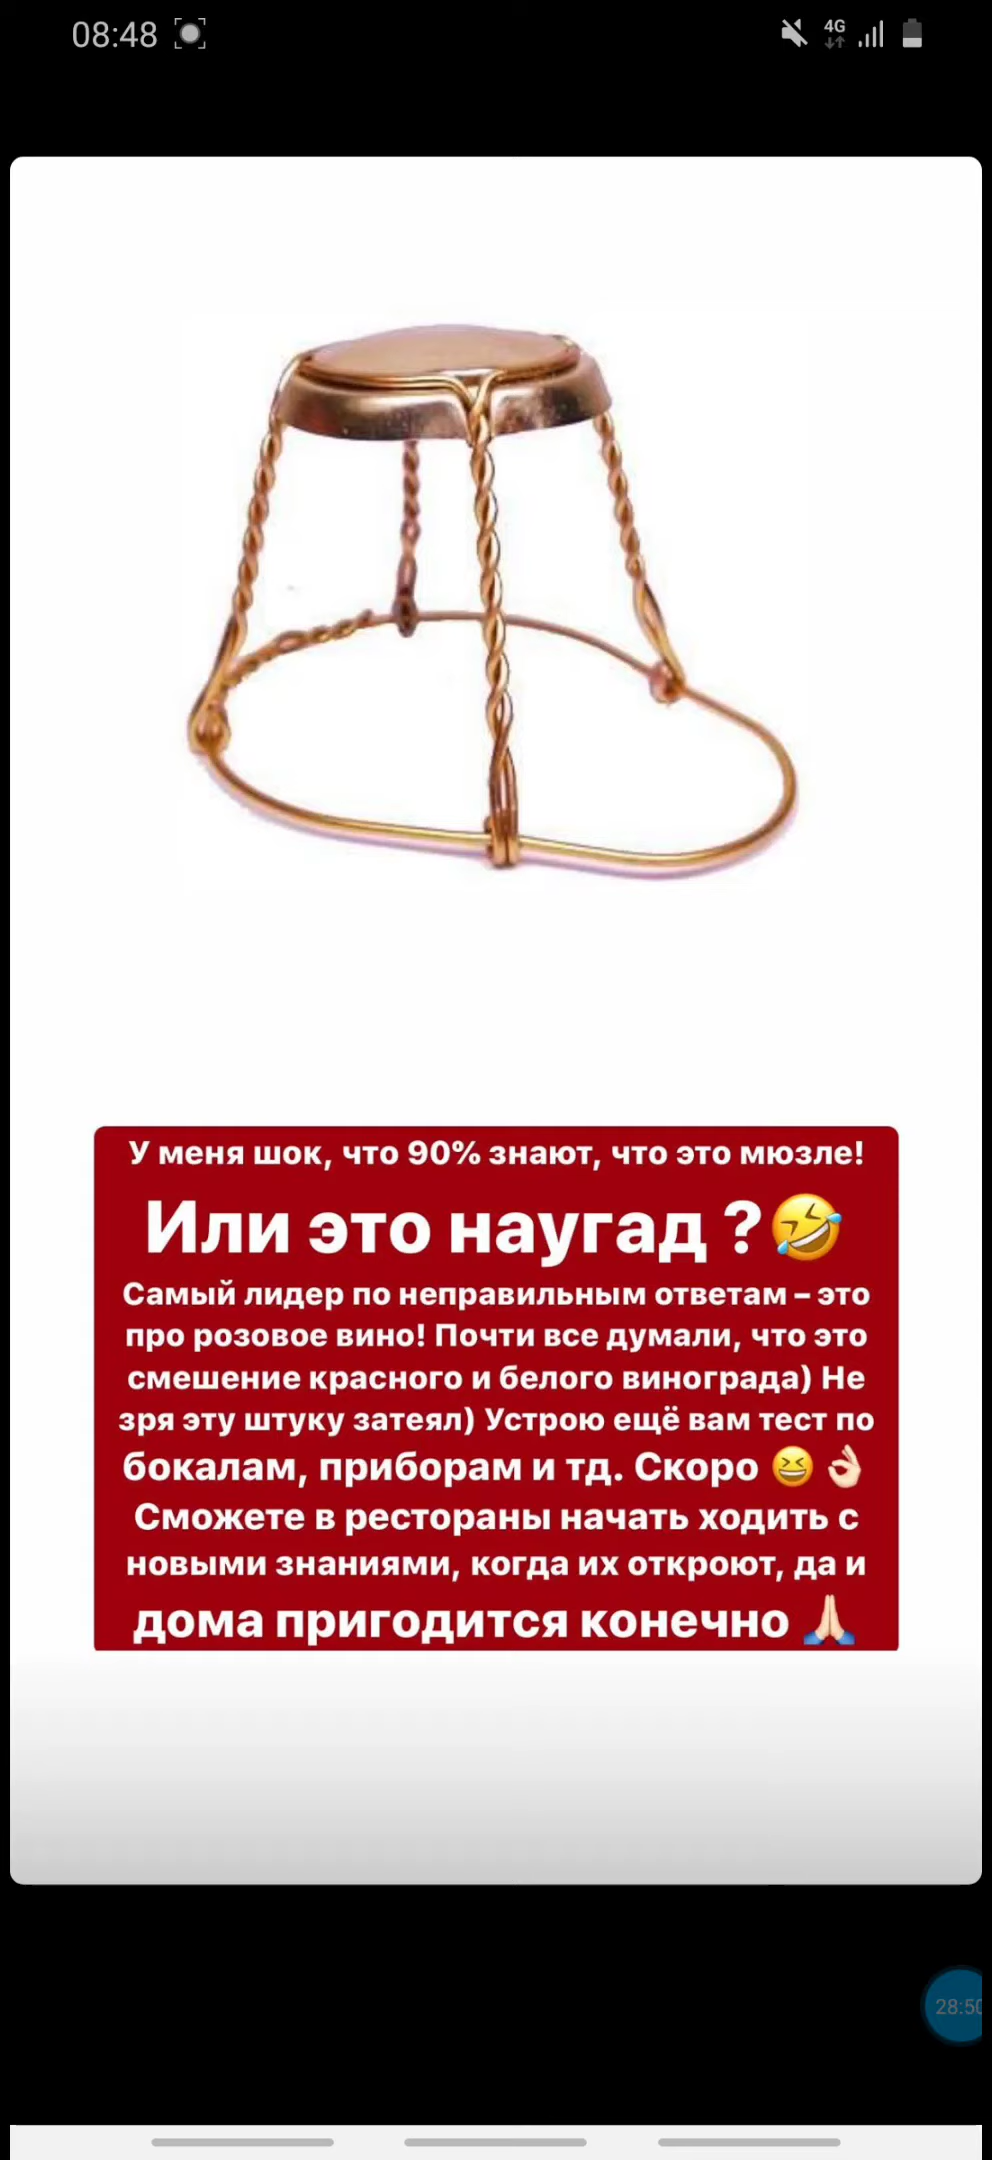 08:48
4G
У меня шок, что 90% знают, что это мюзле!
Или это наугад ?🤣
Самый лидер по неправильным ответам – это
про розовое вино! Почти все думали, что это
смешение красного и белого винограда) Не
зря эту штуку затеял) Устрою ещё вам тест по
бокалам, приборам и тд. Скоро 😆 👌🏻
Сможете в рестораны начать ходить с
новыми знаниями, когда их откроют, да и
дома пригодится конечно 🙏🏻
28:50